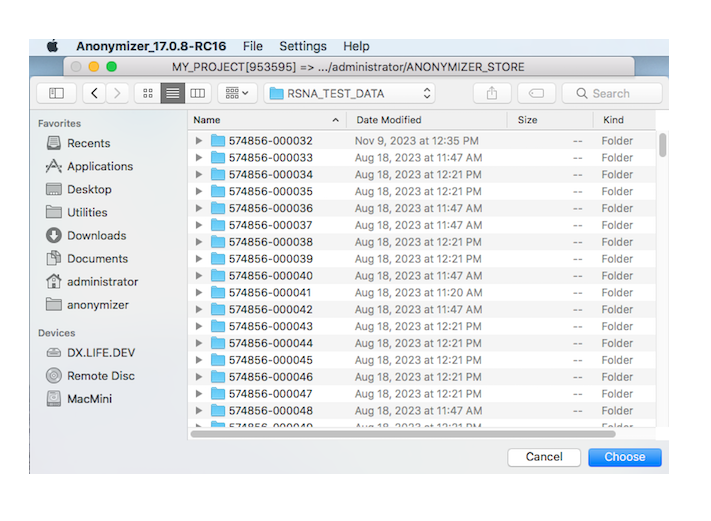 Anonymizer_17.0.8-RC16 File Settings Help
MY_PROJECT[953595] => .../administrator/ANONYMIZER_STORE
RSNA_TEST_DATA Search
Favorites
Recents
Applications
Desktop
Utilities
Downloads
Documents
administrator
anonymizer
Devices
DX.LIFE.DEV
Remote Disc
MacMini
Name Date Modified Size Kind
574856-000032 Nov 9, 2023 at 12:35 PM -- Folder
574856-000033 Aug 18, 2023 at 11:47 AM -- Folder
574856-000034 Aug 18, 2023 at 12:21 PM -- Folder
574856-000035 Aug 18, 2023 at 12:21 PM -- Folder
574856-000036 Aug 18, 2023 at 11:47 AM -- Folder
574856-000037 Aug 18, 2023 at 11:47 AM -- Folder
574856-000038 Aug 18, 2023 at 12:21 PM -- Folder
574856-000039 Aug 18, 2023 at 12:21 PM -- Folder
574856-000040 Aug 18, 2023 at 11:47 AM -- Folder
574856-000041 Aug 18, 2023 at 11:20 AM -- Folder
574856-000042 Aug 18, 2023 at 11:47 AM -- Folder
574856-000043 Aug 18, 2023 at 12:21 PM -- Folder
574856-000044 Aug 18, 2023 at 12:21 PM -- Folder
574856-000045 Aug 18, 2023 at 12:21 PM -- Folder
574856-000046 Aug 18, 2023 at 12:21 PM -- Folder
574856-000047 Aug 18, 2023 at 12:21 PM -- Folder
574856-000048 Aug 18, 2023 at 11:47 AM -- Folder
574856-000049 Aug 18, 2023 at 12:21 PM -- Folder
Cancel Choose